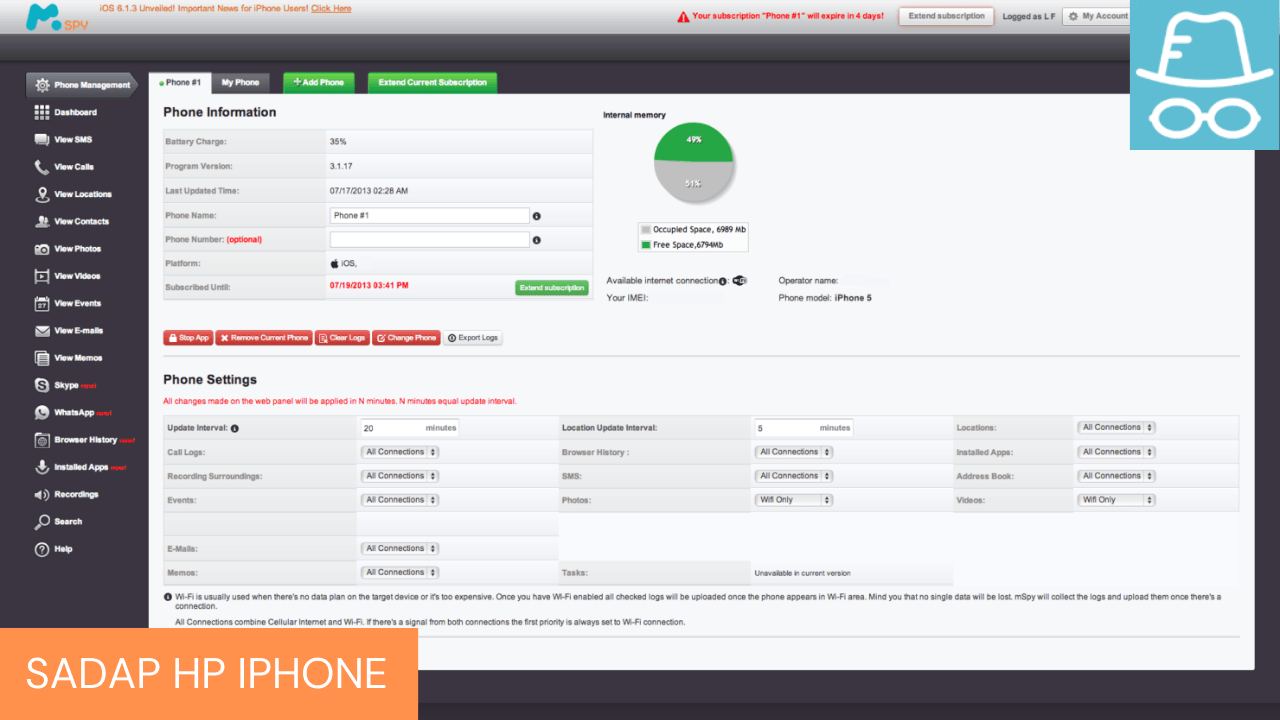 iOS 6.1.3 Unveiled! Important News for iPhone Users! Click Here
mSPY
Your subscription "Phone #1" will expire in 4 days!
Extend subscription
Logged as L F
My Account
Phone Management
Phone #1
My Phone
+Add Phone
Extend Current Subscription
Dashboard
View SMS
View Calls
View Locations
View Contacts
View Photos
View Videos
View Events
27
View E-mails
View Memos
Skype new!
WhatsApp new!
Browser History new!
Installed Apps new!
Recordings
Search
Help
Phone Information
Battery Charge: 35%
Program Version: 3.1.17
Last Updated Time: 07/17/2013 02:28 AM
Phone Name: Phone #1
Phone Number: (optional)
Platform: iOS,
Subscribed Until: 07/19/2013 03:41 PM Extend subscription
Internal memory
49%
51%
Occupied Space, 6989 Mb
Free Space,6794Mb
Available internet connection : Operator name:
Your IMEI: Phone model: iPhone 5
Stop App Remove Current Phone Clear Logs Change Phone Export Logs
Phone Settings
All changes made on the web panel will be applied in N minutes. N minutes equal update interval.
Update Interval: 20 minutes Location Update Interval: 5 minutes Locations: All Connections
Call Logs: All Connections Browser History : All Connections Installed Apps: All Connections
Recording Surroundings: All Connections SMS: All Connections Address Book: All Connections
Events: All Connections Photos: Wifi Only Videos: Wifi Only
E-Mails: All Connections
Memos: All Connections Tasks: Unavailable in current version
Wi-Fi is usually used when there's no data plan on the target device or it's too expensive. Once you have Wi-Fi enabled all checked logs will be uploaded once the phone appears in Wi-Fi area. Mind you that no single data will be lost. mSpy will collect the logs and upload them once there's a
connection.
All Connections combine Cellular Internet and Wi-Fi. If there's a signal from both connections the first priority is always set to Wi-Fi connection.
SADAP HP IPHONE